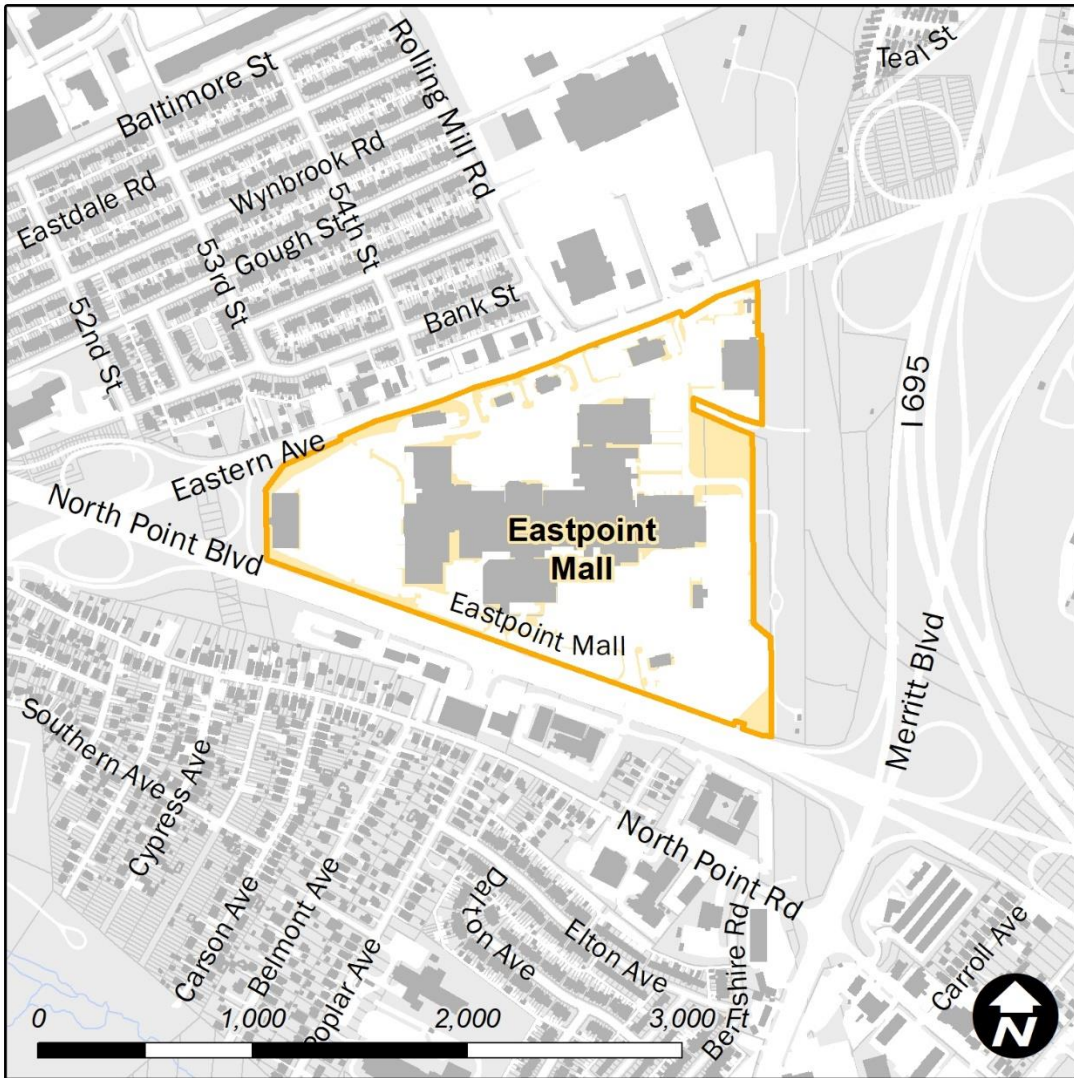 Teal St
Baltimore St
Rolling Mill Rd
Eastdale Rd
Wynbrook Rd
54th St
Gough St
53rd St
Bank St
52nd St
I 695
Eastern Ave
North Point Blvd
Eastpoint
Mall
Eastpoint Mall
Merritt Blvd
Southern Ave
Cypress Ave
North Point Rd
Carson Ave
Belmont Ave
Poplar Ave
Darton Ave
Elton Ave
Berkshire Rd
Carroll Ave
0 1,000 2,000 3,000 Ft
N